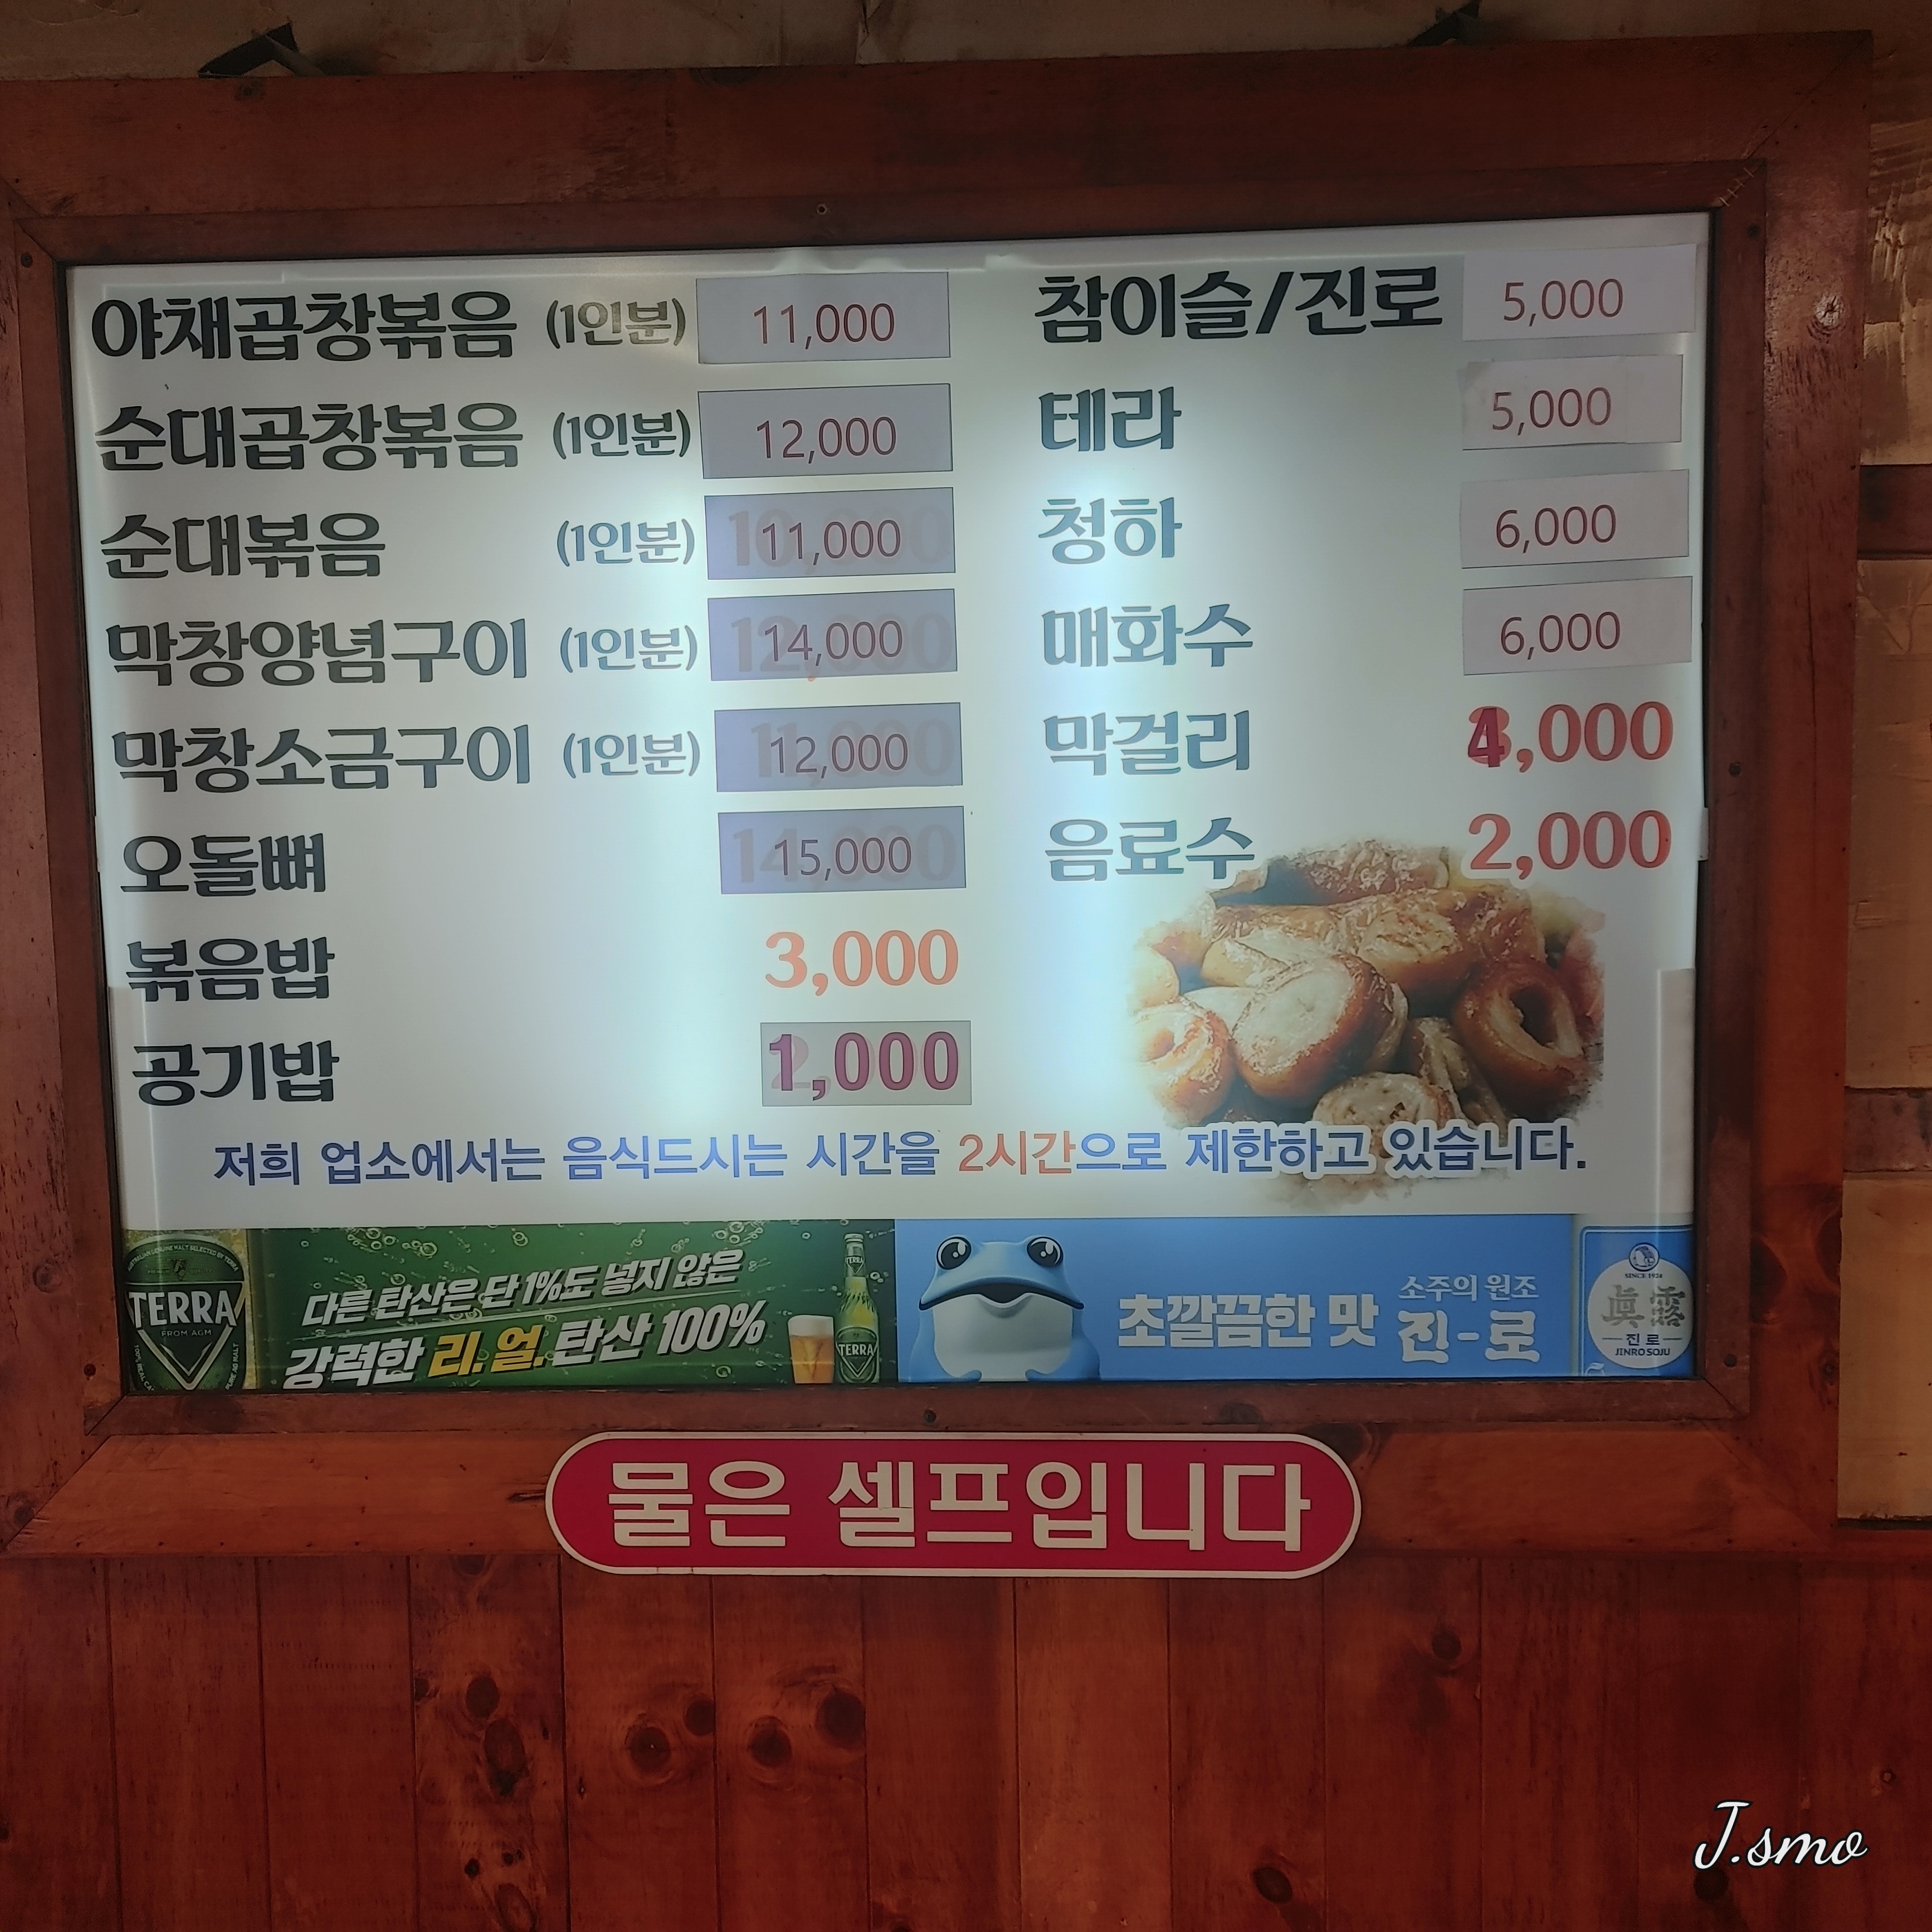 야채곱창볶음 (1인분) 11,000
순대곱창볶음 (1인분) 12,000
순대볶음 (1인분) 11,000
막창양념구이 (1인분) 14,000
막창소금구이 (1인분) 12,000
오돌뼈 15,000
볶음밥 3,000
공기밥 1,000
참이슬/진로 5,000
테라 5,000
청하 6,000
매화수 6,000
막걸리 4,000
음료수 2,000
저희 업소에서는 음식드시는 시간을 2시간으로 제한하고 있습니다.
TERRA
FROM AGM
다른 탄산은 단 1%도 넣지 않은
강력한 리.얼.탄산 100%
TERRA
초깔끔한 맛
소주의 원조
진-로
SINCE 1924
眞露
진로
JINRO SOJU
물은 셀프입니다
J.smo